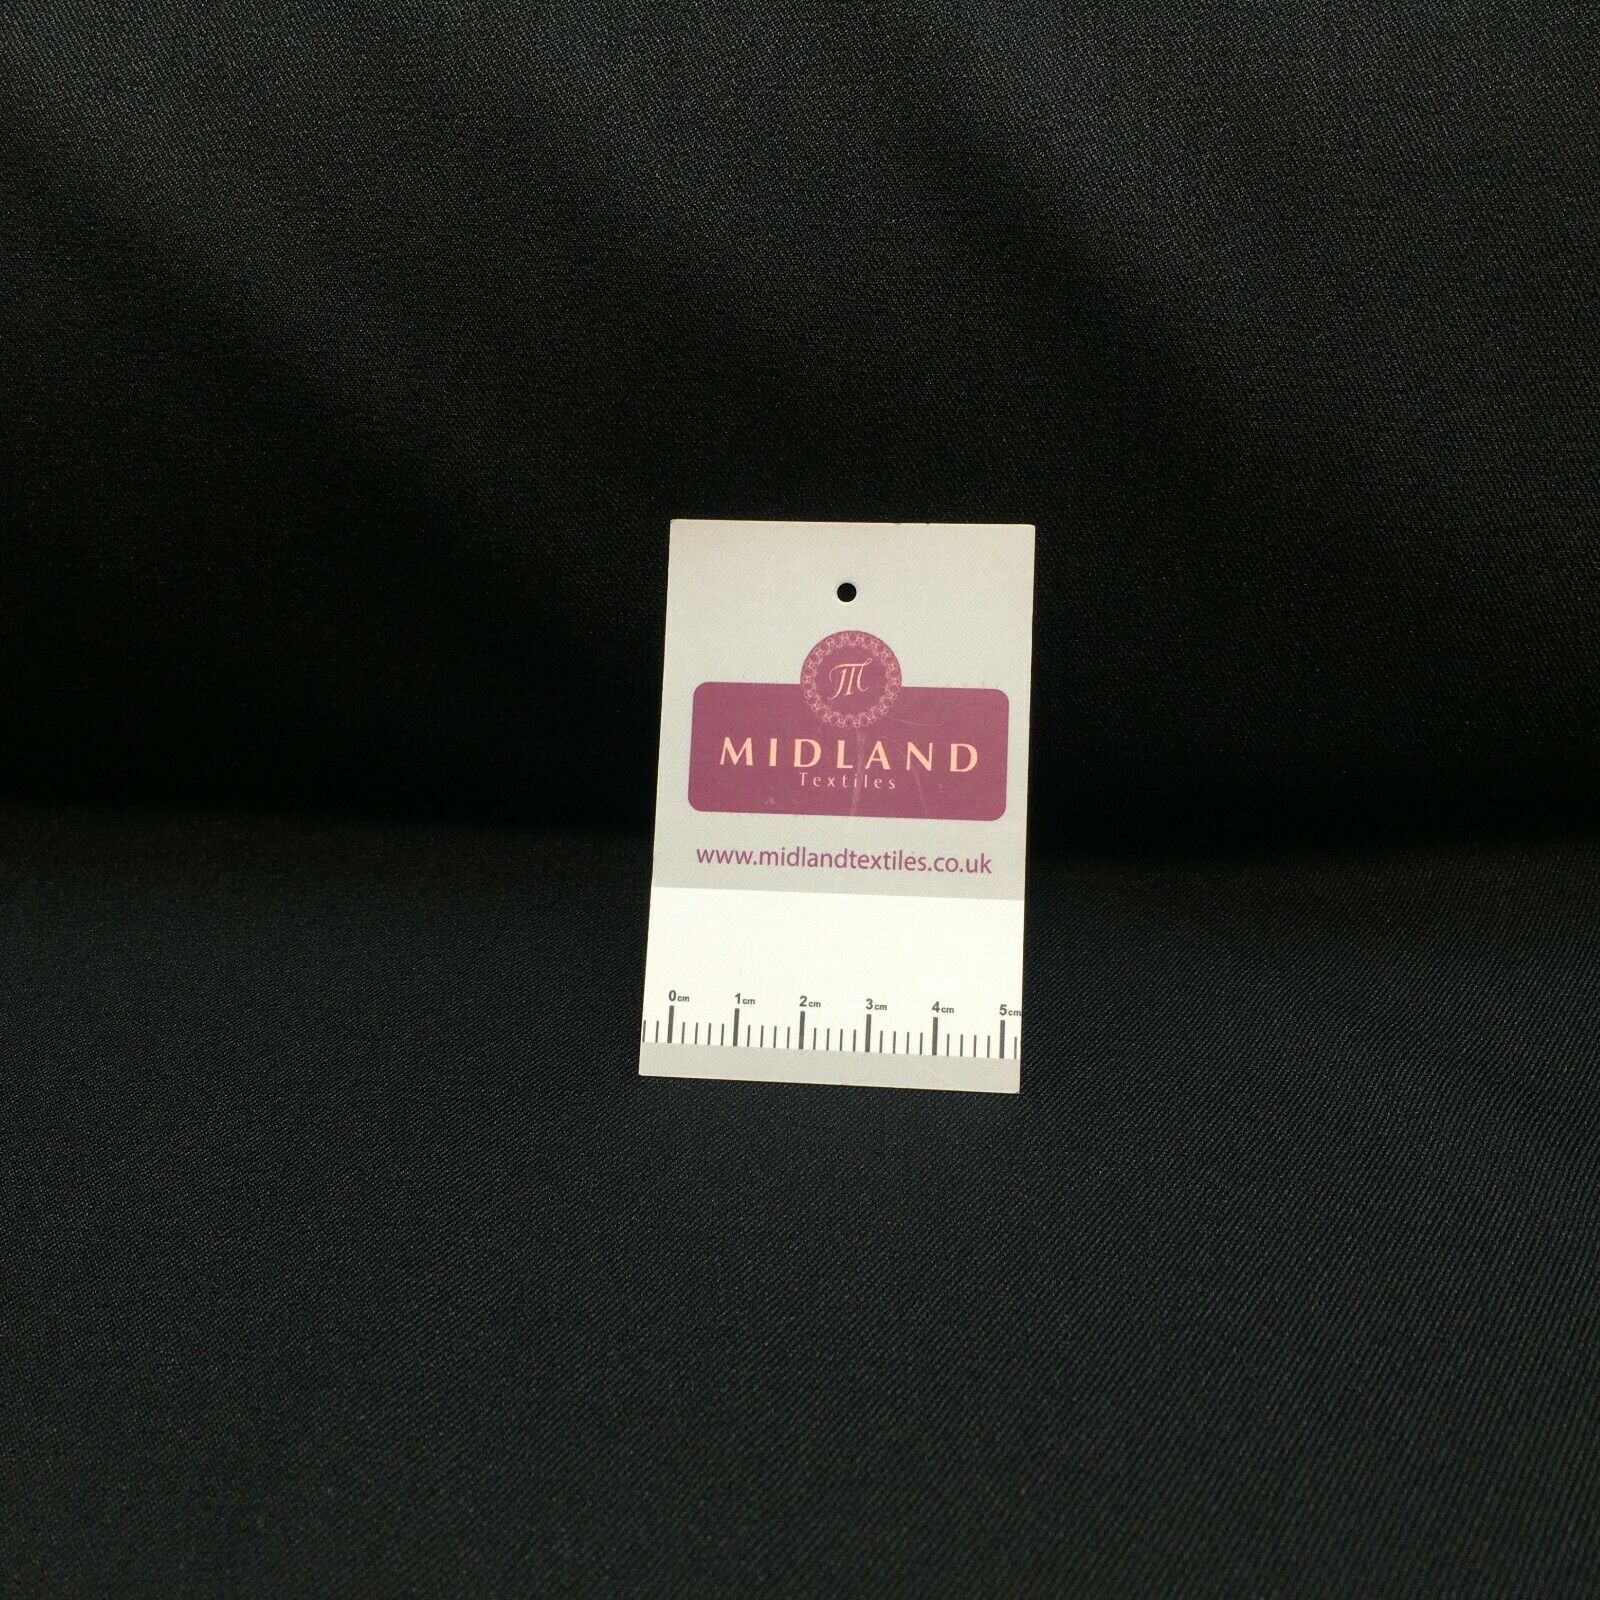 M
MIDLAND
Textiles
www.midlandtextiles.co.uk
0cm 1cm 2cm 3cm 4cm 5cm